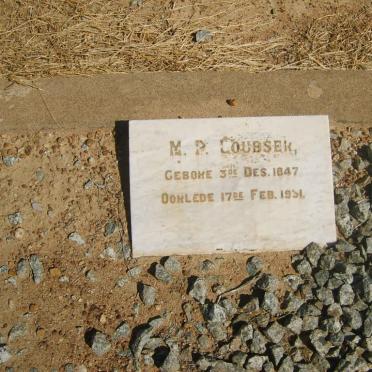 M. P. COUBSER,
GEBORE 3DE DES. 1847
OORLEDE 17DE FEB. 1931.